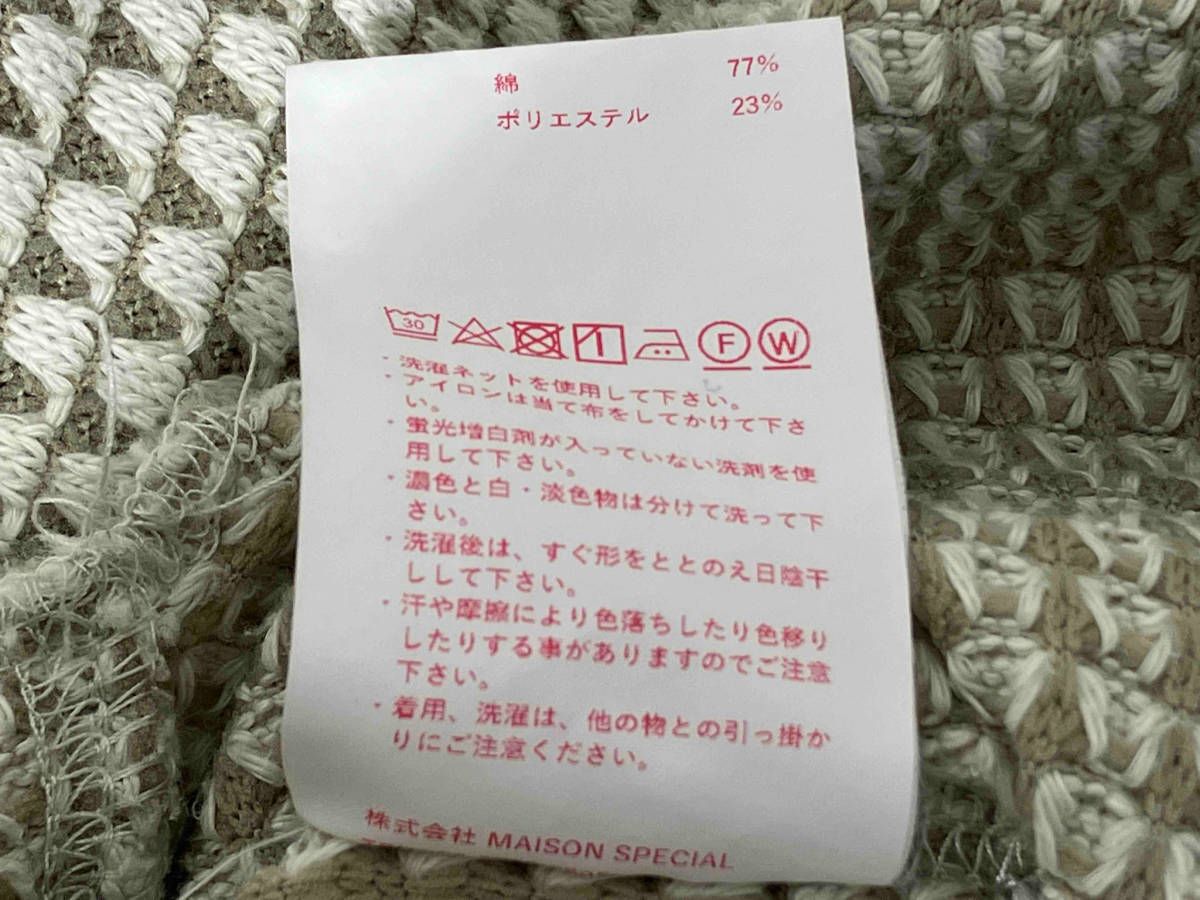 綿 77%
ポリエステル 23%
30 F W
・洗濯ネットを使用して下さい。
・アイロンは当て布をしてかけて下さ
い。
・蛍光増白剤が入っていない洗剤を使
用して下さい。
・濃色と白・淡色物は分けて洗って下
さい。
・洗濯後は、すぐ形をととのえ日陰干
しして下さい。
・汗や摩擦により色落ちしたり色移り
したりする事がありますのでご注意
下さい。
・着用、洗濯は、他の物との引っ掛か
りにご注意ください。
株式会社 MAISON SPECIAL